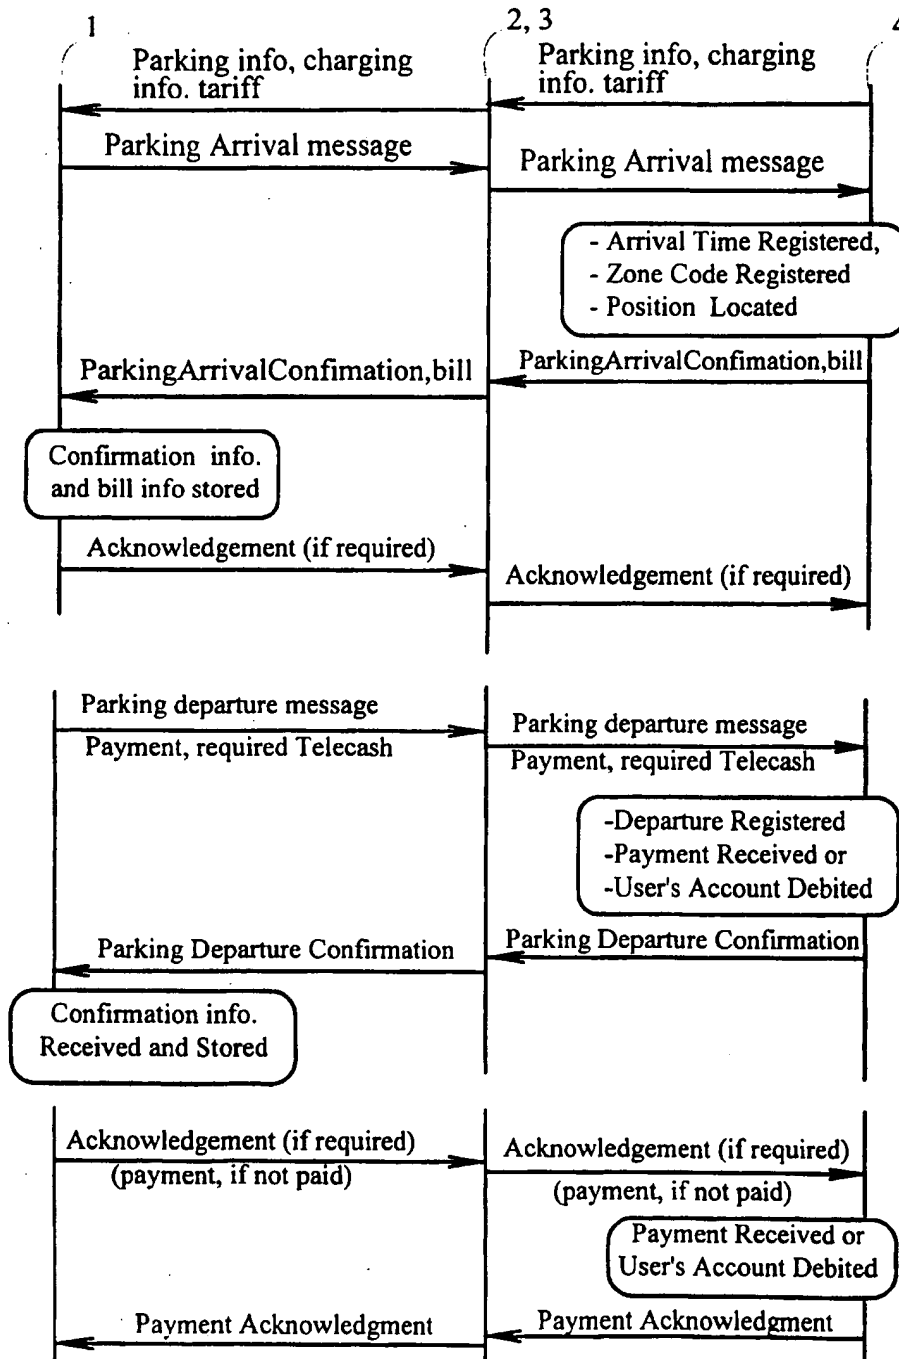 1
2, 3
4
Parking info, charging
info. tariff
Parking info, charging
info. tariff
Parking Arrival message
Parking Arrival message
- Arrival Time Registered,
- Zone Code Registered
- Position Located
ParkingArrivalConfimation,bill
ParkingArrivalConfimation,bill
Confirmation info.
and bill info stored
Acknowledgement (if required)
Acknowledgement (if required)
Parking departure message
Payment, required Telecash
Parking departure message
Payment, required Telecash
-Departure Registered
-Payment Received or
-User's Account Debited
Parking Departure Confirmation
Parking Departure Confirmation
Confirmation info.
Received and Stored
Acknowledgement (if required)
(payment, if not paid)
Acknowledgement (if required)
(payment, if not paid)
Payment Received or
User's Account Debited
Payment Acknowledgment
Payment Acknowledgment